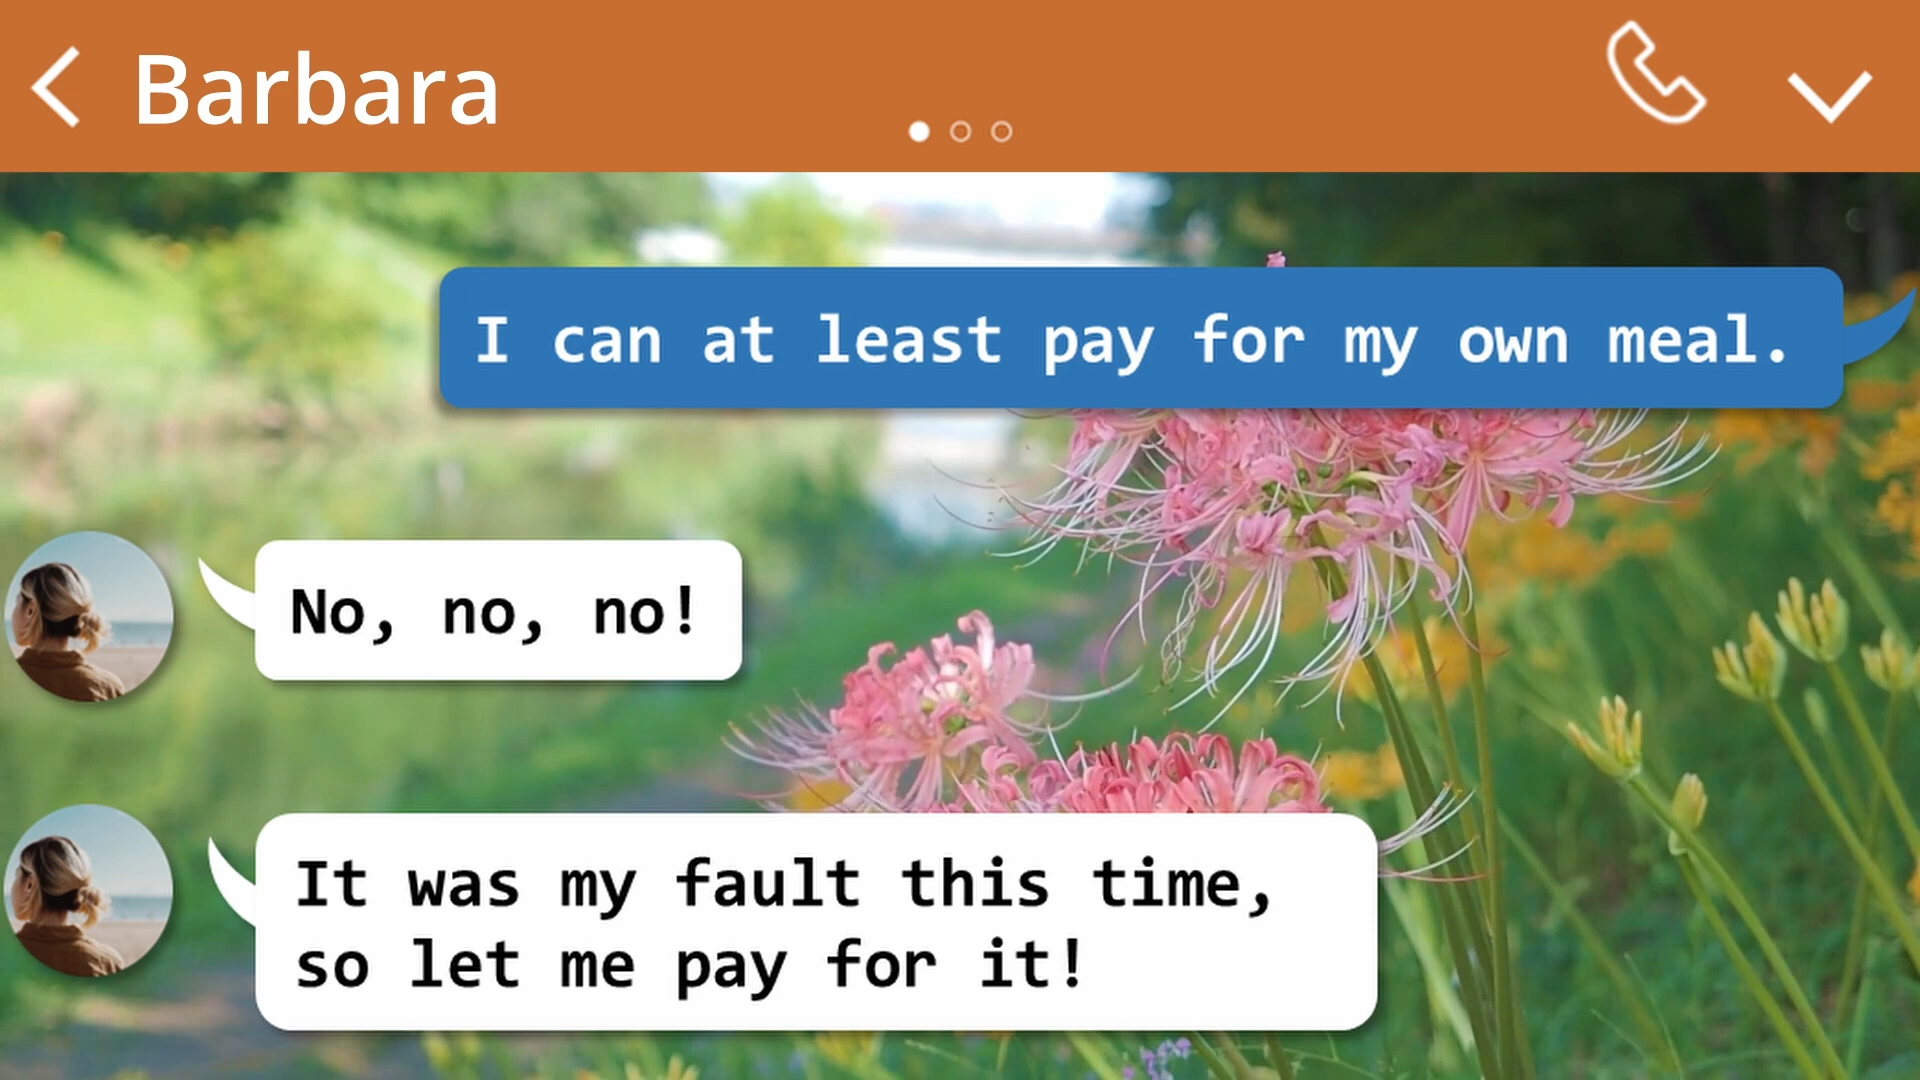 Barbara
I can at least pay for my own meal.
No, no, no!
It was my fault this time,
so let me pay for it!